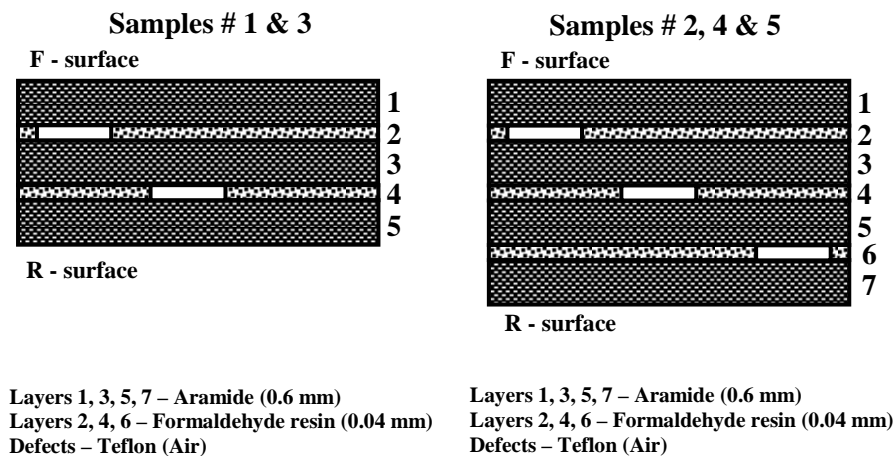 Samples # 1 & 3
F - surface
1
2
3
4
5
R - surface
Layers 1, 3, 5, 7 – Aramide (0.6 mm)
Layers 2, 4, 6 – Formaldehyde resin (0.04 mm)
Defects – Teflon (Air)
Samples # 2, 4 & 5
F - surface
1
2
3
4
5
6
7
R - surface
Layers 1, 3, 5, 7 – Aramide (0.6 mm)
Layers 2, 4, 6 – Formaldehyde resin (0.04 mm)
Defects – Teflon (Air)